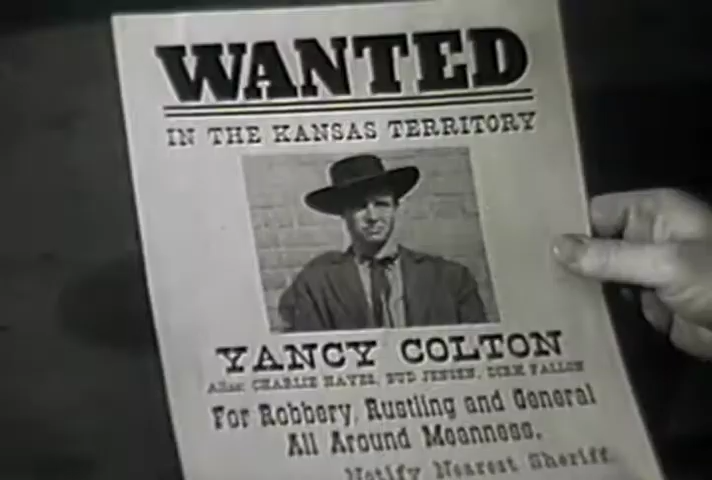 WANTED
IN THE KANSAS TERRITORY
YANCY COLTON
Alias CHARLIE HAYES, BUD JENSEN, DIRK FALLON
For Robbery, Rustling and General
All Around Meanness.
Notify Nearest Sheriff